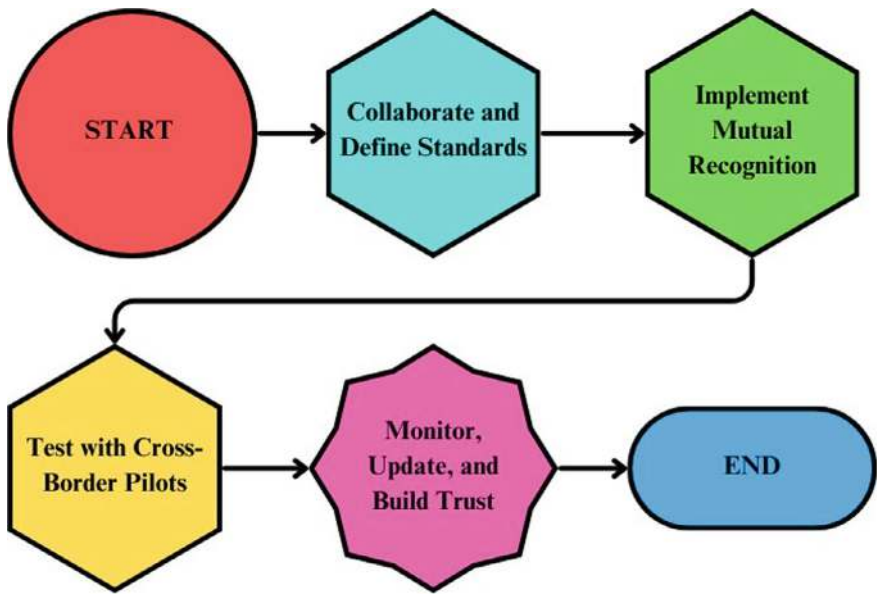 START
Collaborate and
Define Standards
Implement
Mutual
Recognition
Test with Cross-
Border Pilots
Monitor,
Update, and
Build Trust
END